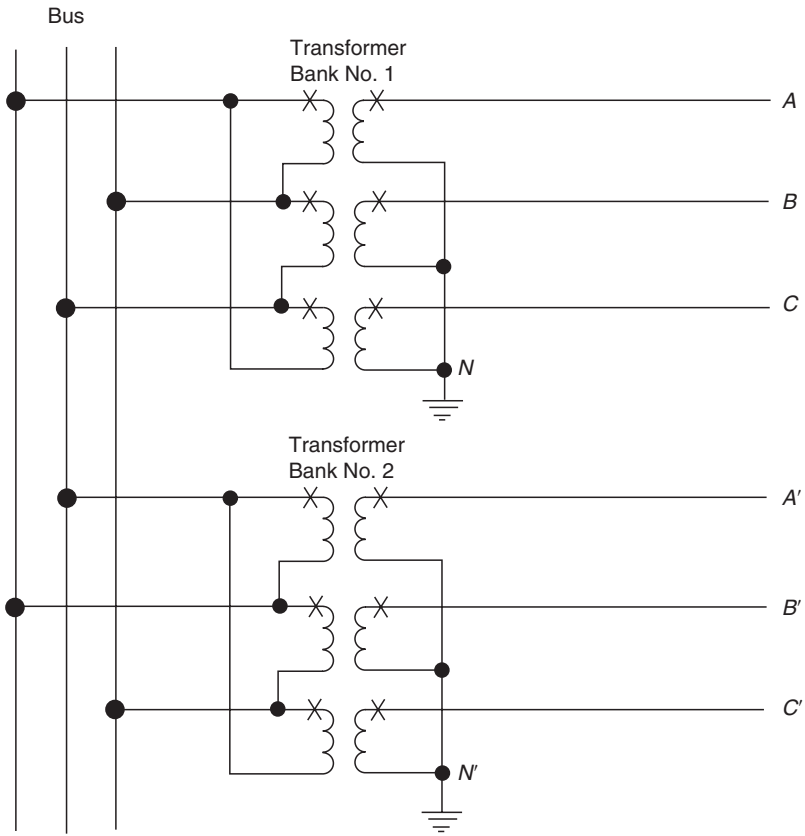 Bus
Transformer
Bank No. 1
A
B
C
N
Transformer
Bank No. 2
A′
B′
C′
N′